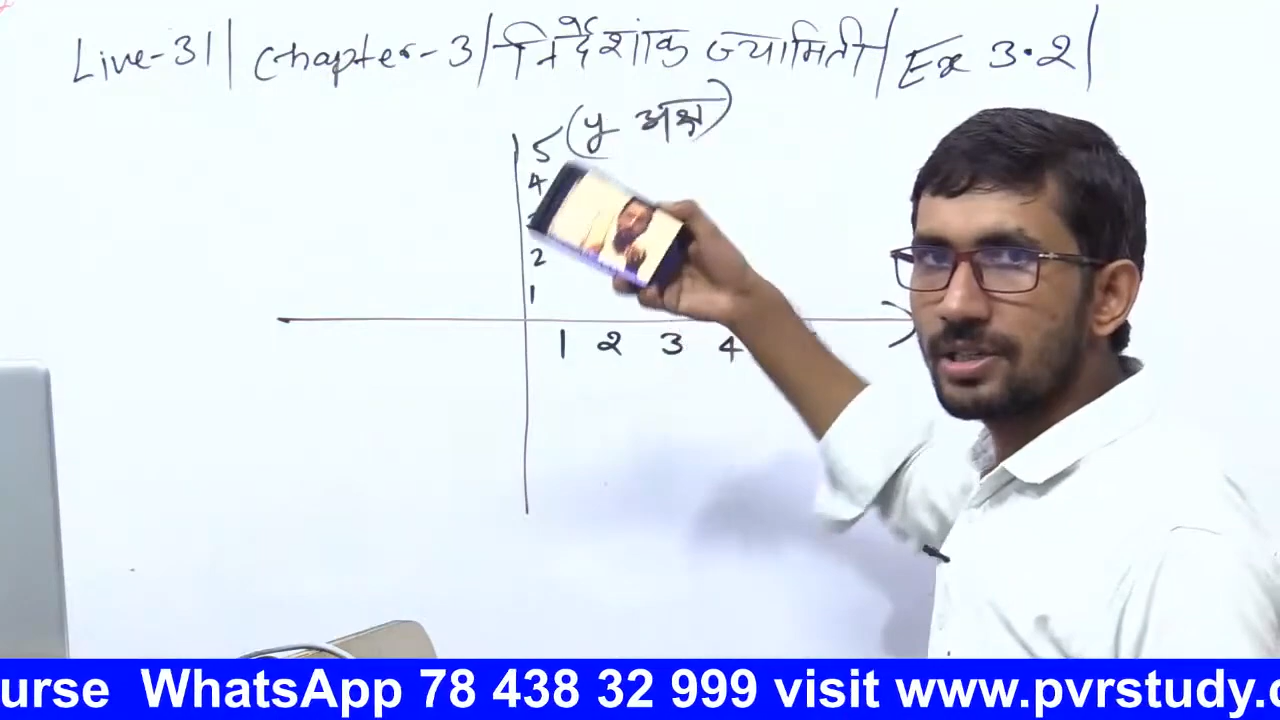 Live-31| Chapter-3| निर्देशांक ज्यामिती| Ex 3.2|
5 (y अक्ष)
4
2
1
1 2 3 4
urse WhatsApp 78 438 32 999 visit www.pvrstudy.c